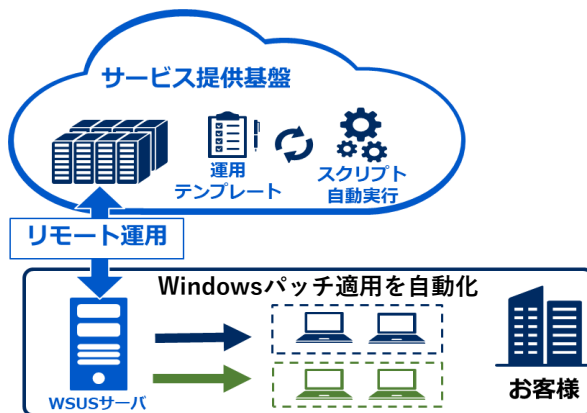 サービス提供基盤
運用
テンプレート
スクリプト
自動実行
リモート運用
Windowsパッチ適用を自動化
WSUSサーバ
お客様